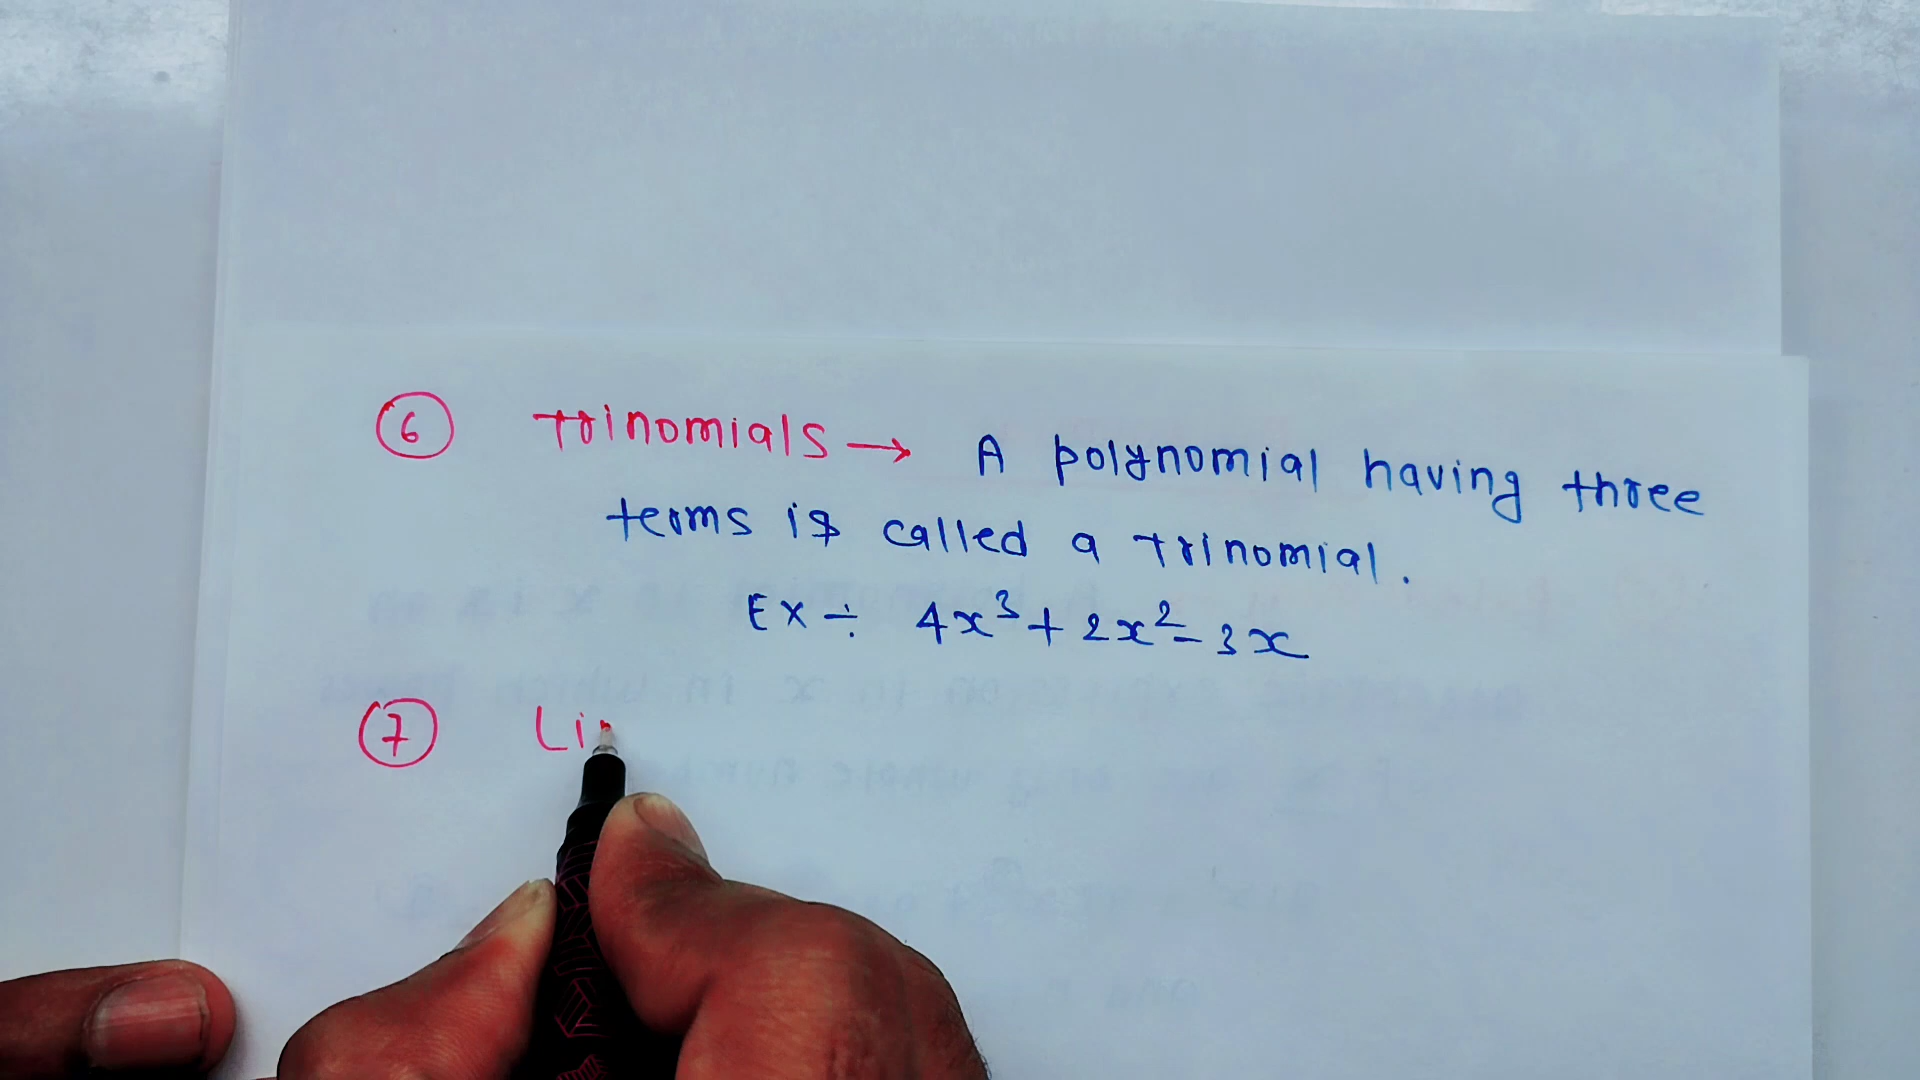 6 Trinomials → A polynomial having three
terms is called a trinomial.
Ex ÷ 4x³ + 2x² - 3x
7 Li